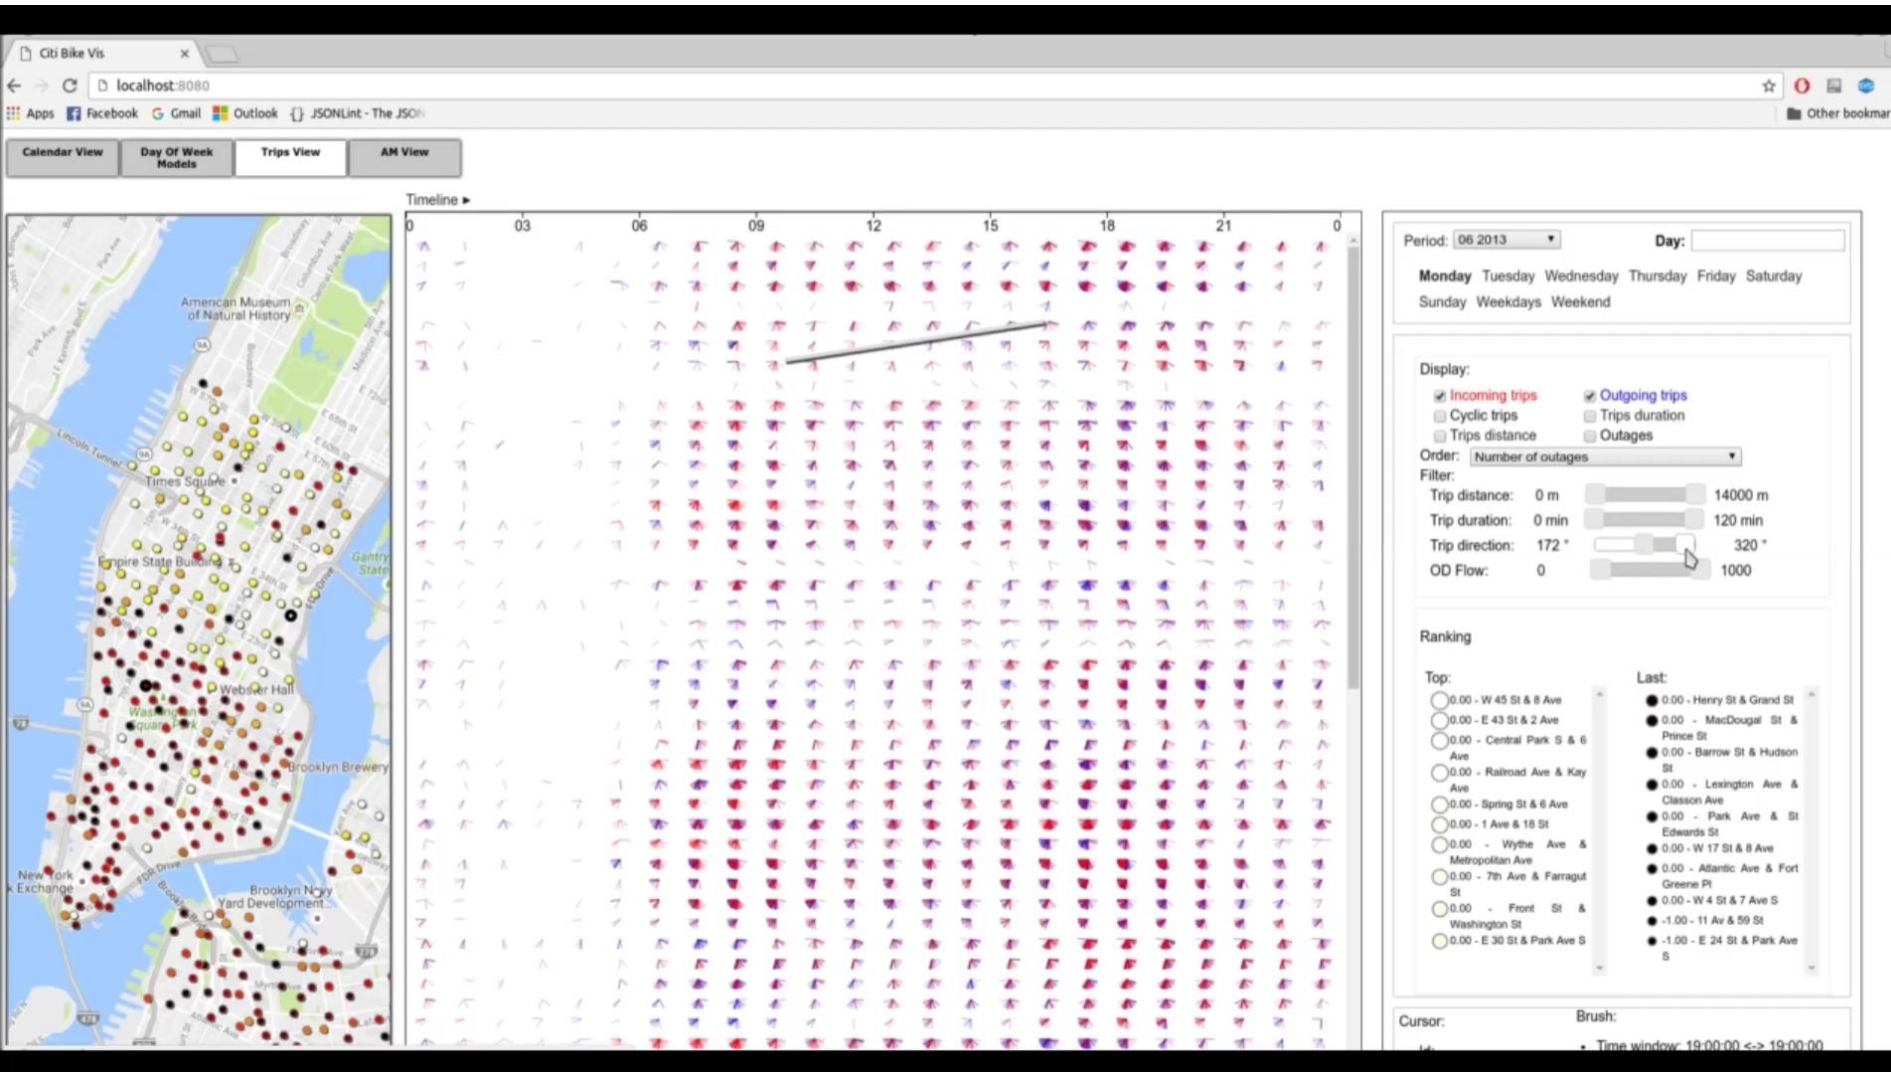 Citi Bike Vis
localhost:8080
Apps Facebook Gmail Outlook JSONLint - The JSON
Other bookmar
Calendar View
Day Of Week
Models
Trips View
AM View
Timeline ▸
0 03 06 09 12 15 18 21 0
American Museum
of Natural History
Park Ave
Broadway
Lincoln Tunnel
9A
Times Square
Empire State Building
Gantry
State
FDR Drive
Webster Hall
Washington
Square Park
78
Brooklyn Brewery
New York
k Exchange
FDR Drive
Brooklyn Navy
Yard Development...
278
478
Period: 06 2013
Day:
Monday Tuesday Wednesday Thursday Friday Saturday
Sunday Weekdays Weekend
Display:
Incoming trips Outgoing trips
Cyclic trips Trips duration
Trips distance Outages
Order: Number of outages
Filter:
Trip distance: 0 m 14000 m
Trip duration: 0 min 120 min
Trip direction: 172 ° 320 °
OD Flow: 0 1000
Ranking
Top:
0.00 - W 45 St & 8 Ave
0.00 - E 43 St & 2 Ave
0.00 - Central Park S & 6
Ave
0.00 - Railroad Ave & Kay
Ave
0.00 - Spring St & 6 Ave
0.00 - 1 Ave & 18 St
0.00 - Wythe Ave &
Metropolitan Ave
0.00 - 7th Ave & Farragut
St
0.00 - Front St &
Washington St
0.00 - E 30 St & Park Ave S
Last:
0.00 - Henry St & Grand St
0.00 - MacDougal St &
Prince St
0.00 - Barrow St & Hudson
St
0.00 - Lexington Ave &
Classon Ave
0.00 - Park Ave & St
Edwards St
0.00 - W 17 St & 8 Ave
0.00 - Atlantic Ave & Fort
Greene Pl
0.00 - W 4 St & 7 Ave S
-1.00 - 11 Av & 59 St
-1.00 - E 24 St & Park Ave
S
Cursor:
Brush:
Time window: 19:00:00 <-> 19:00:00